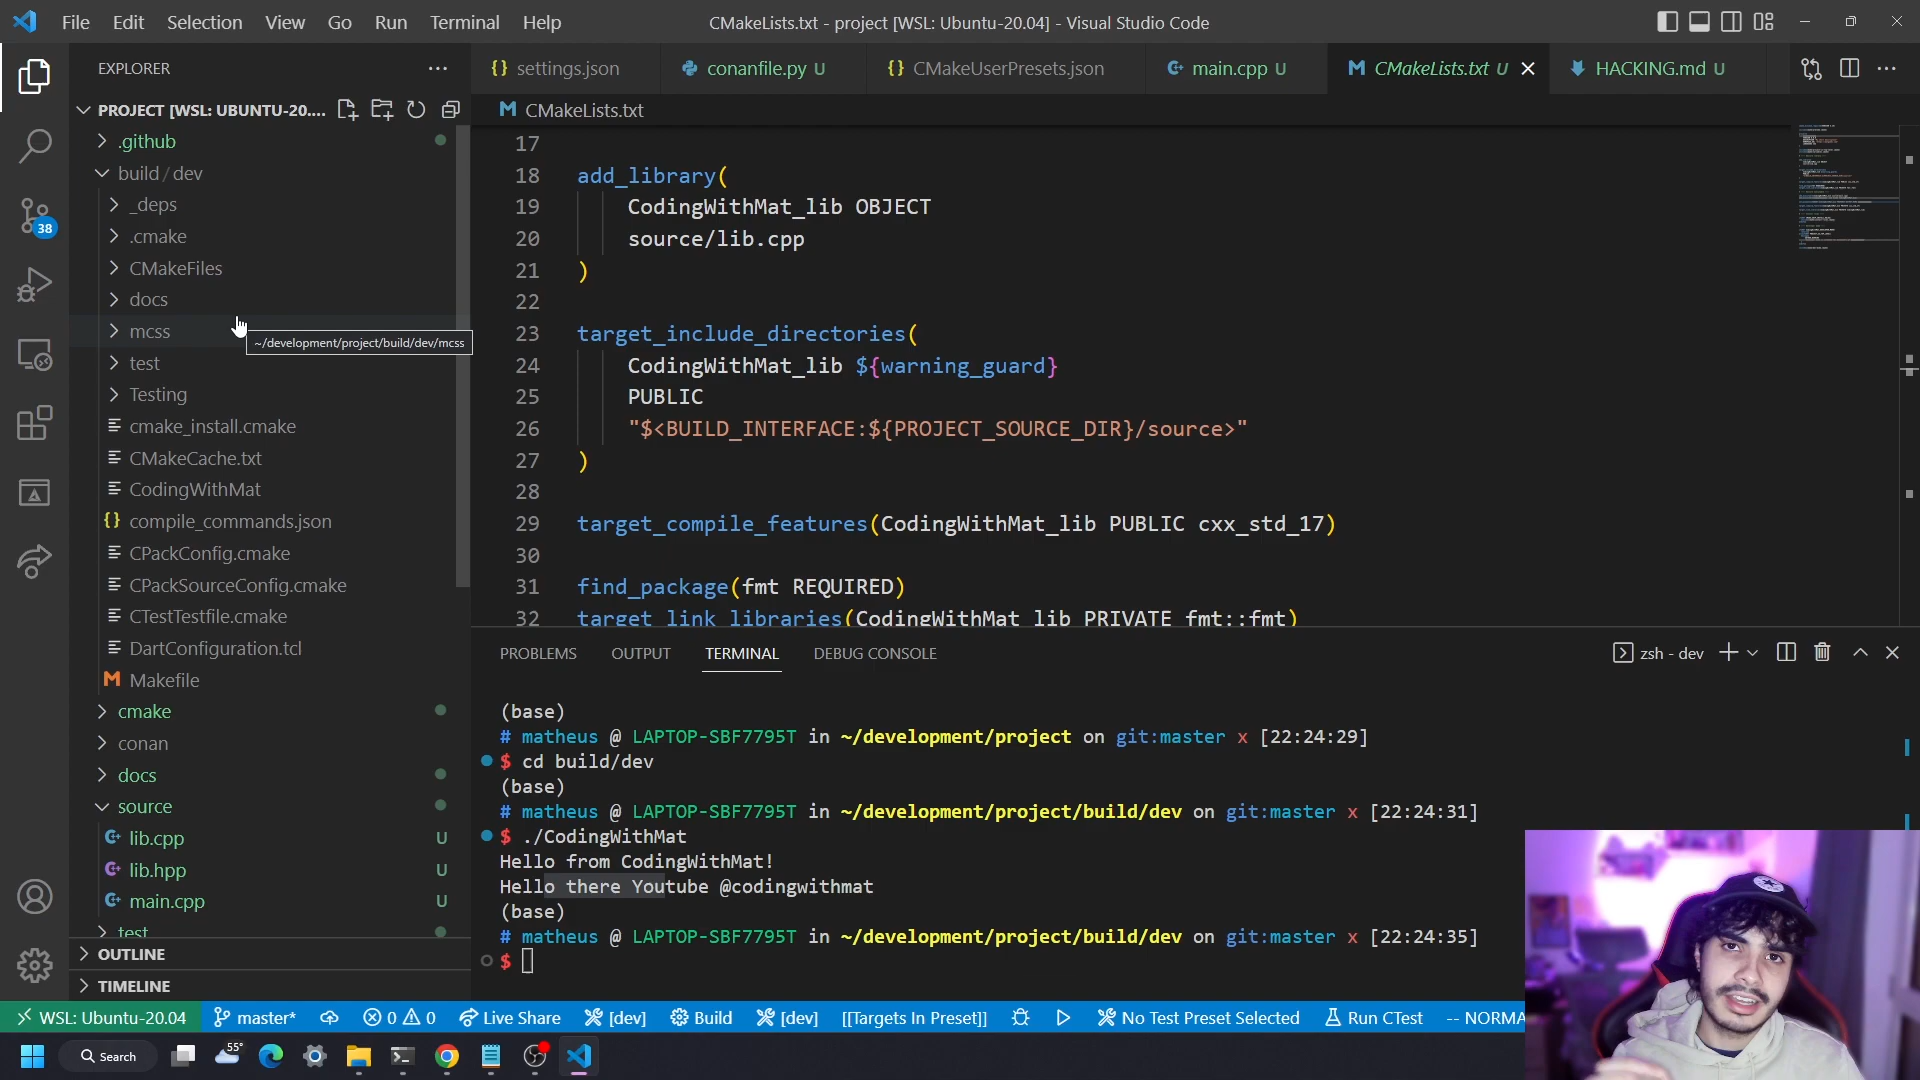 File Edit Selection View Go Run Terminal Help
CMakeLists.txt - project [WSL: Ubuntu-20.04] - Visual Studio Code
EXPLORER
PROJECT [WSL: UBUNTU-20....
.github
build / dev
_deps
.cmake
CMakeFiles
docs
mcss
~/development/project/build/dev/mcss
test
Testing
cmake_install.cmake
CMakeCache.txt
CodingWithMat
compile_commands.json
CPackConfig.cmake
CPackSourceConfig.cmake
CTestTestfile.cmake
DartConfiguration.tcl
Makefile
cmake
conan
docs
source
lib.cpp U
lib.hpp U
main.cpp U
test
OUTLINE
TIMELINE
38
settings.json
conanfile.py U
CMakeUserPresets.json
main.cpp U
CMakeLists.txt U
HACKING.md U
CMakeLists.txt
17
18 add_library(
19 CodingWithMat_lib OBJECT
20 source/lib.cpp
21 )
22
23 target_include_directories(
24 CodingWithMat_lib ${warning_guard}
25 PUBLIC
26 "$<BUILD_INTERFACE:${PROJECT_SOURCE_DIR}/source>"
27 )
28
29 target_compile_features(CodingWithMat_lib PUBLIC cxx_std_17)
30
31 find_package(fmt REQUIRED)
32 target_link_libraries(CodingWithMat_lib PRIVATE fmt::fmt)
PROBLEMS OUTPUT TERMINAL DEBUG CONSOLE
zsh - dev
(base)
# matheus @ LAPTOP-SBF7795T in ~/development/project on git:master x [22:24:29]
$ cd build/dev
(base)
# matheus @ LAPTOP-SBF7795T in ~/development/project/build/dev on git:master x [22:24:31]
$ ./CodingWithMat
Hello from CodingWithMat!
Hello there Youtube @codingwithmat
(base)
# matheus @ LAPTOP-SBF7795T in ~/development/project/build/dev on git:master x [22:24:35]
$
WSL: Ubuntu-20.04 master* 0 0 Live Share [dev] Build [dev] [[Targets In Preset]] No Test Preset Selected Run CTest -- NORMA
Search
55°